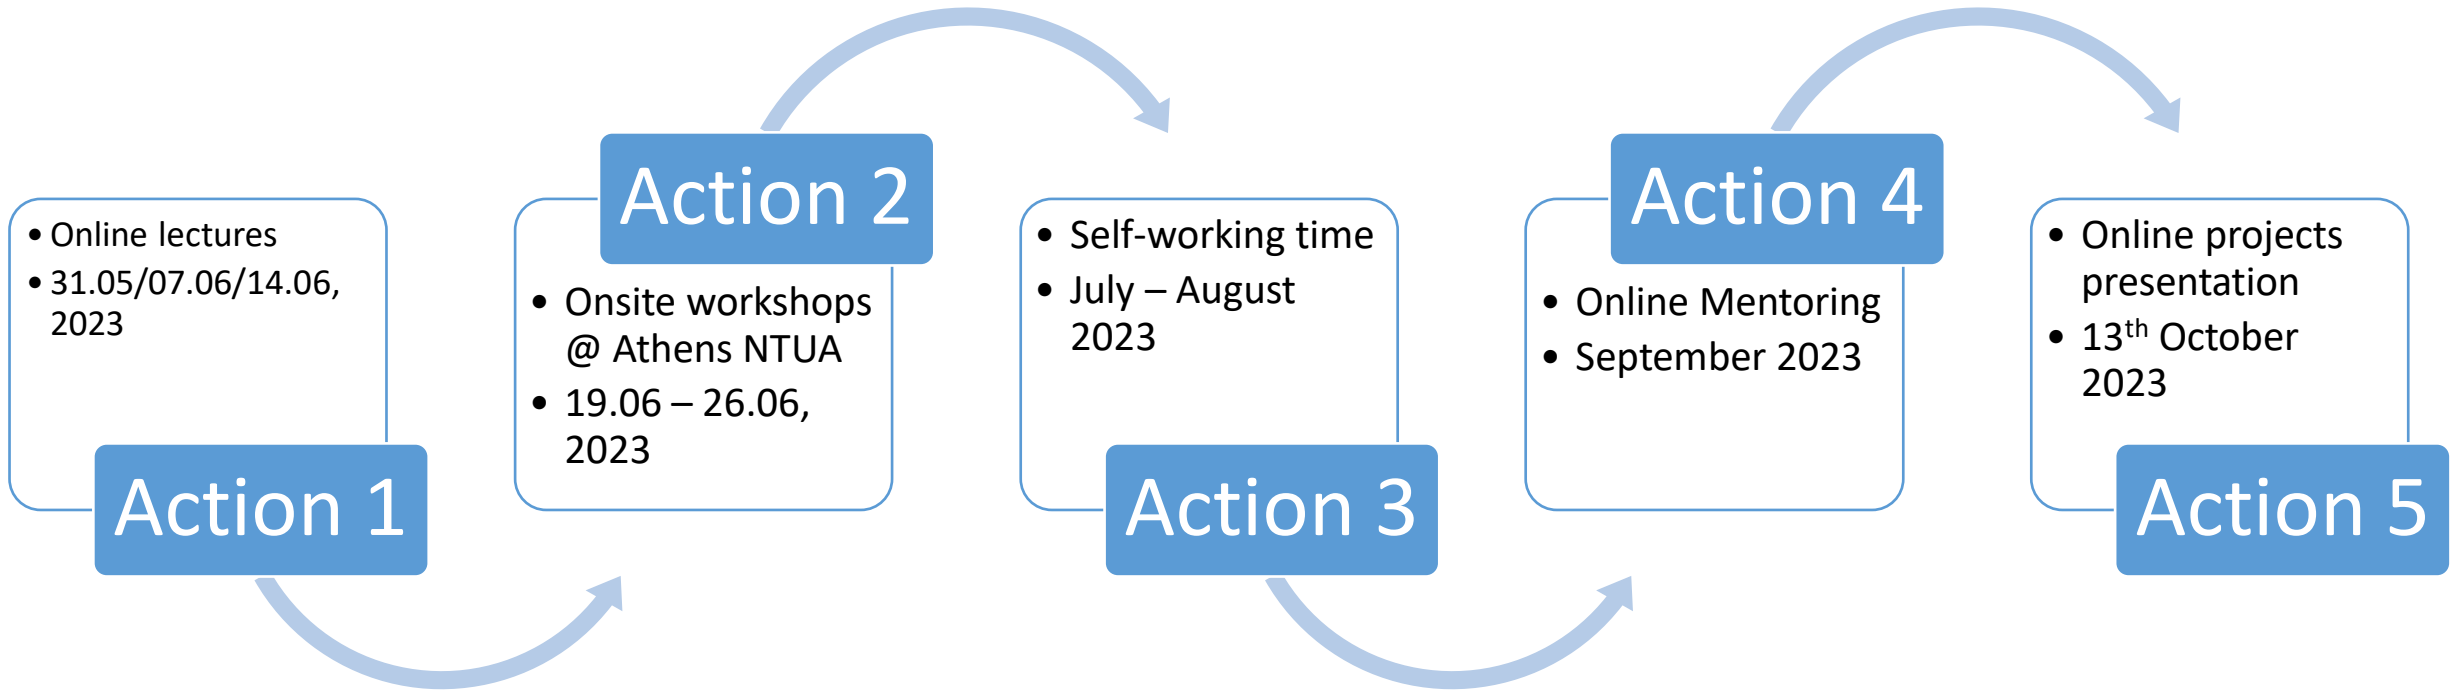 • Online lectures
• 31.05/07.06/14.06,
2023
Action 1
Action 2
• Onsite workshops
@ Athens NTUA
• 19.06 – 26.06,
2023
• Self-working time
• July – August
2023
Action 3
Action 4
• Online Mentoring
• September 2023
• Online projects
presentation
• 13th October
2023
Action 5